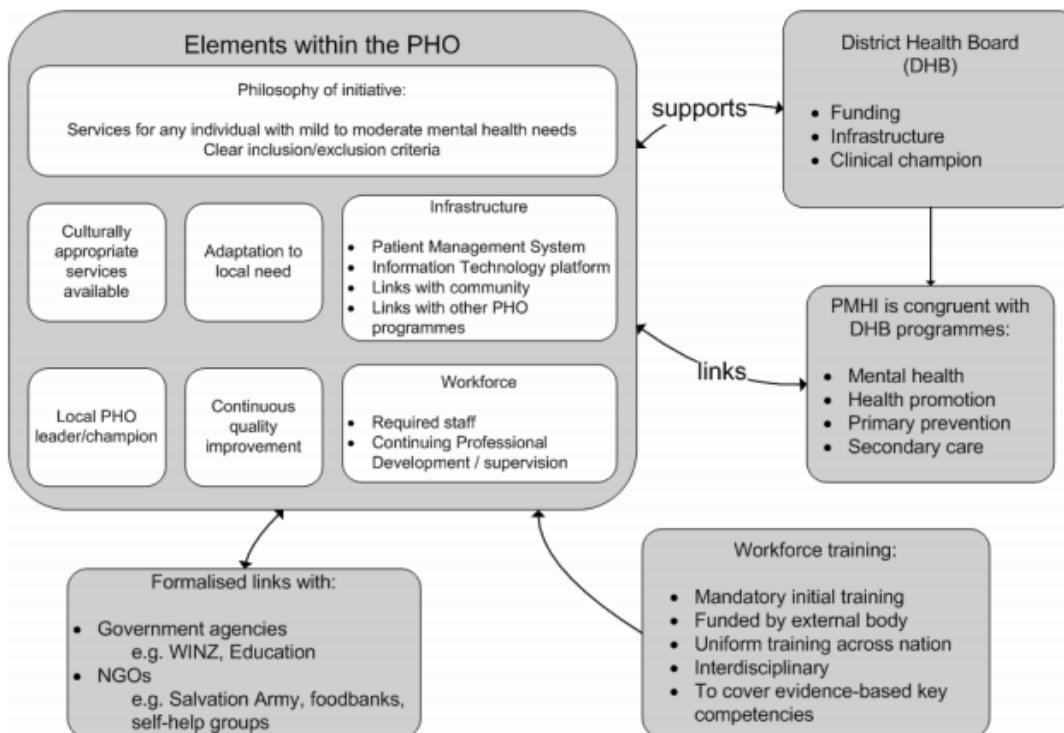 Elements within the PHO
Philosophy of initiative:
Services for any individual with mild to moderate mental health needs
Clear inclusion/exclusion criteria
Culturally
appropriate
services
available
Adaptation to
local need
Infrastructure
• Patient Management System
• Information Technology platform
• Links with community
• Links with other PHO
programmes
Local PHO
leader/champion
Continuous
quality
improvement
Workforce
• Required staff
• Continuing Professional
Development / supervision
supports
District Health Board
(DHB)
• Funding
• Infrastructure
• Clinical champion
links
PMHI is congruent with
DHB programmes:
• Mental health
• Health promotion
• Primary prevention
• Secondary care
Formalised links with:
• Government agencies
e.g. WINZ, Education
• NGOs
e.g. Salvation Army, foodbanks,
self-help groups
Workforce training:
• Mandatory initial training
• Funded by external body
• Uniform training across nation
• Interdisciplinary
• To cover evidence-based key
competencies